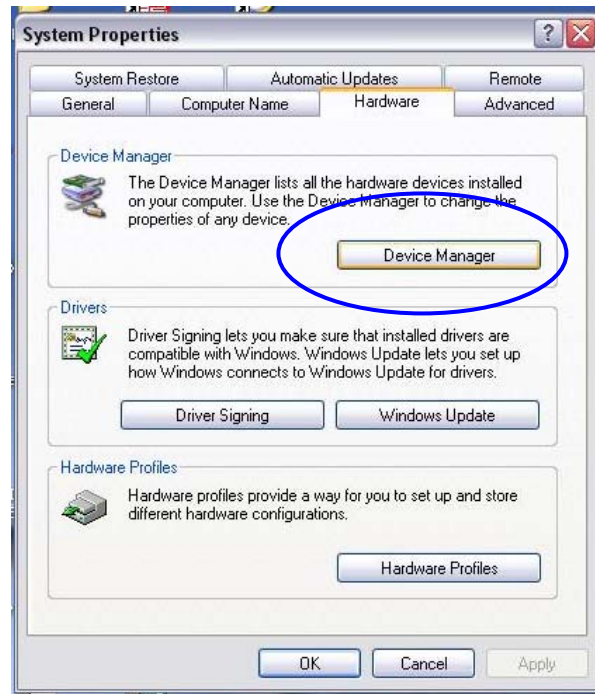 System Properties
System Restore Automatic Updates Remote
General Computer Name Hardware Advanced
Device Manager
The Device Manager lists all the hardware devices installed
on your computer. Use the Device Manager to change the
properties of any device.
Device Manager
Drivers
Driver Signing lets you make sure that installed drivers are
compatible with Windows. Windows Update lets you set up
how Windows connects to Windows Update for drivers.
Driver Signing Windows Update
Hardware Profiles
Hardware profiles provide a way for you to set up and store
different hardware configurations.
Hardware Profiles
OK Cancel Apply